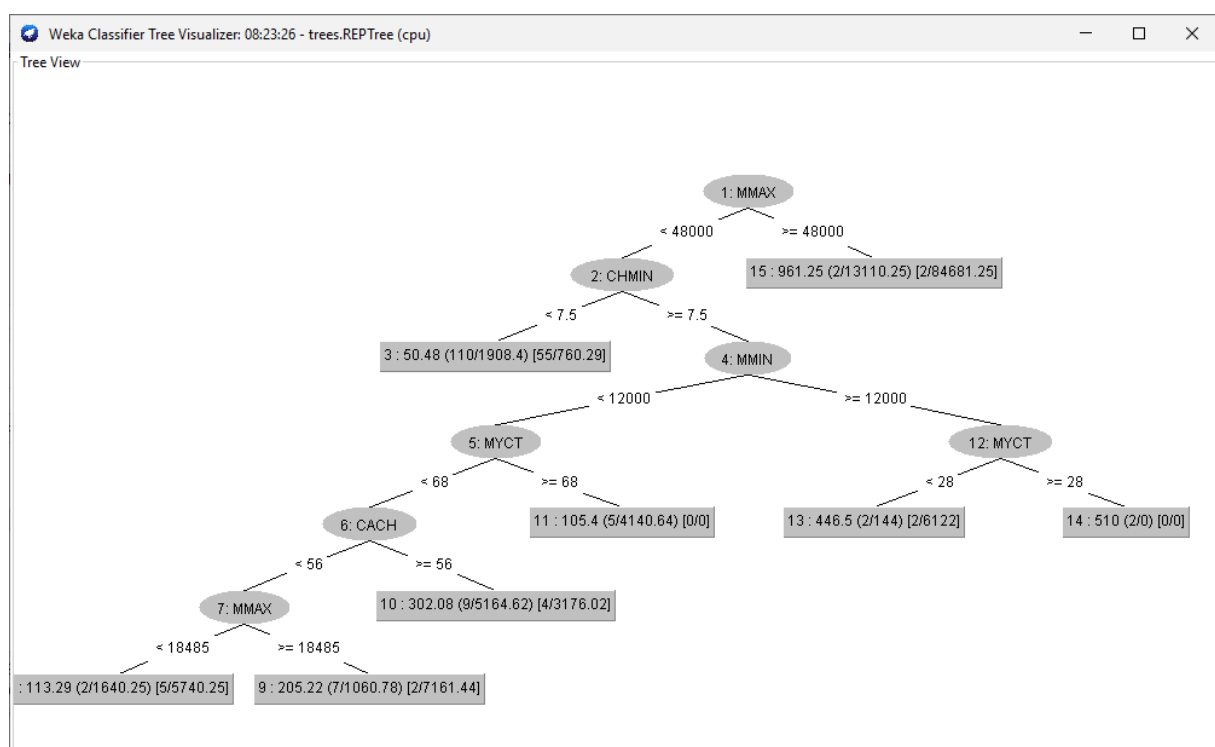 Weka Classifier Tree Visualizer: 08:23:26 - trees.REPTree (cpu)
Tree View
1: MMAX
< 48000
>= 48000
2: CHMIN
15 : 961.25 (2/13110.25) [2/84681.25]
< 7.5
>= 7.5
3 : 50.48 (110/1908.4) [55/760.29]
4: MMIN
< 12000
>= 12000
5: MYCT
12: MYCT
< 68
>= 68
< 28
>= 28
6: CACH
11 : 105.4 (5/4140.64) [0/0]
13 : 446.5 (2/144) [2/6122]
14 : 510 (2/0) [0/0]
< 56
>= 56
7: MMAX
10 : 302.08 (9/5164.62) [4/3176.02]
< 18485
>= 18485
: 113.29 (2/1640.25) [5/5740.25]
9 : 205.22 (7/1060.78) [2/7161.44]